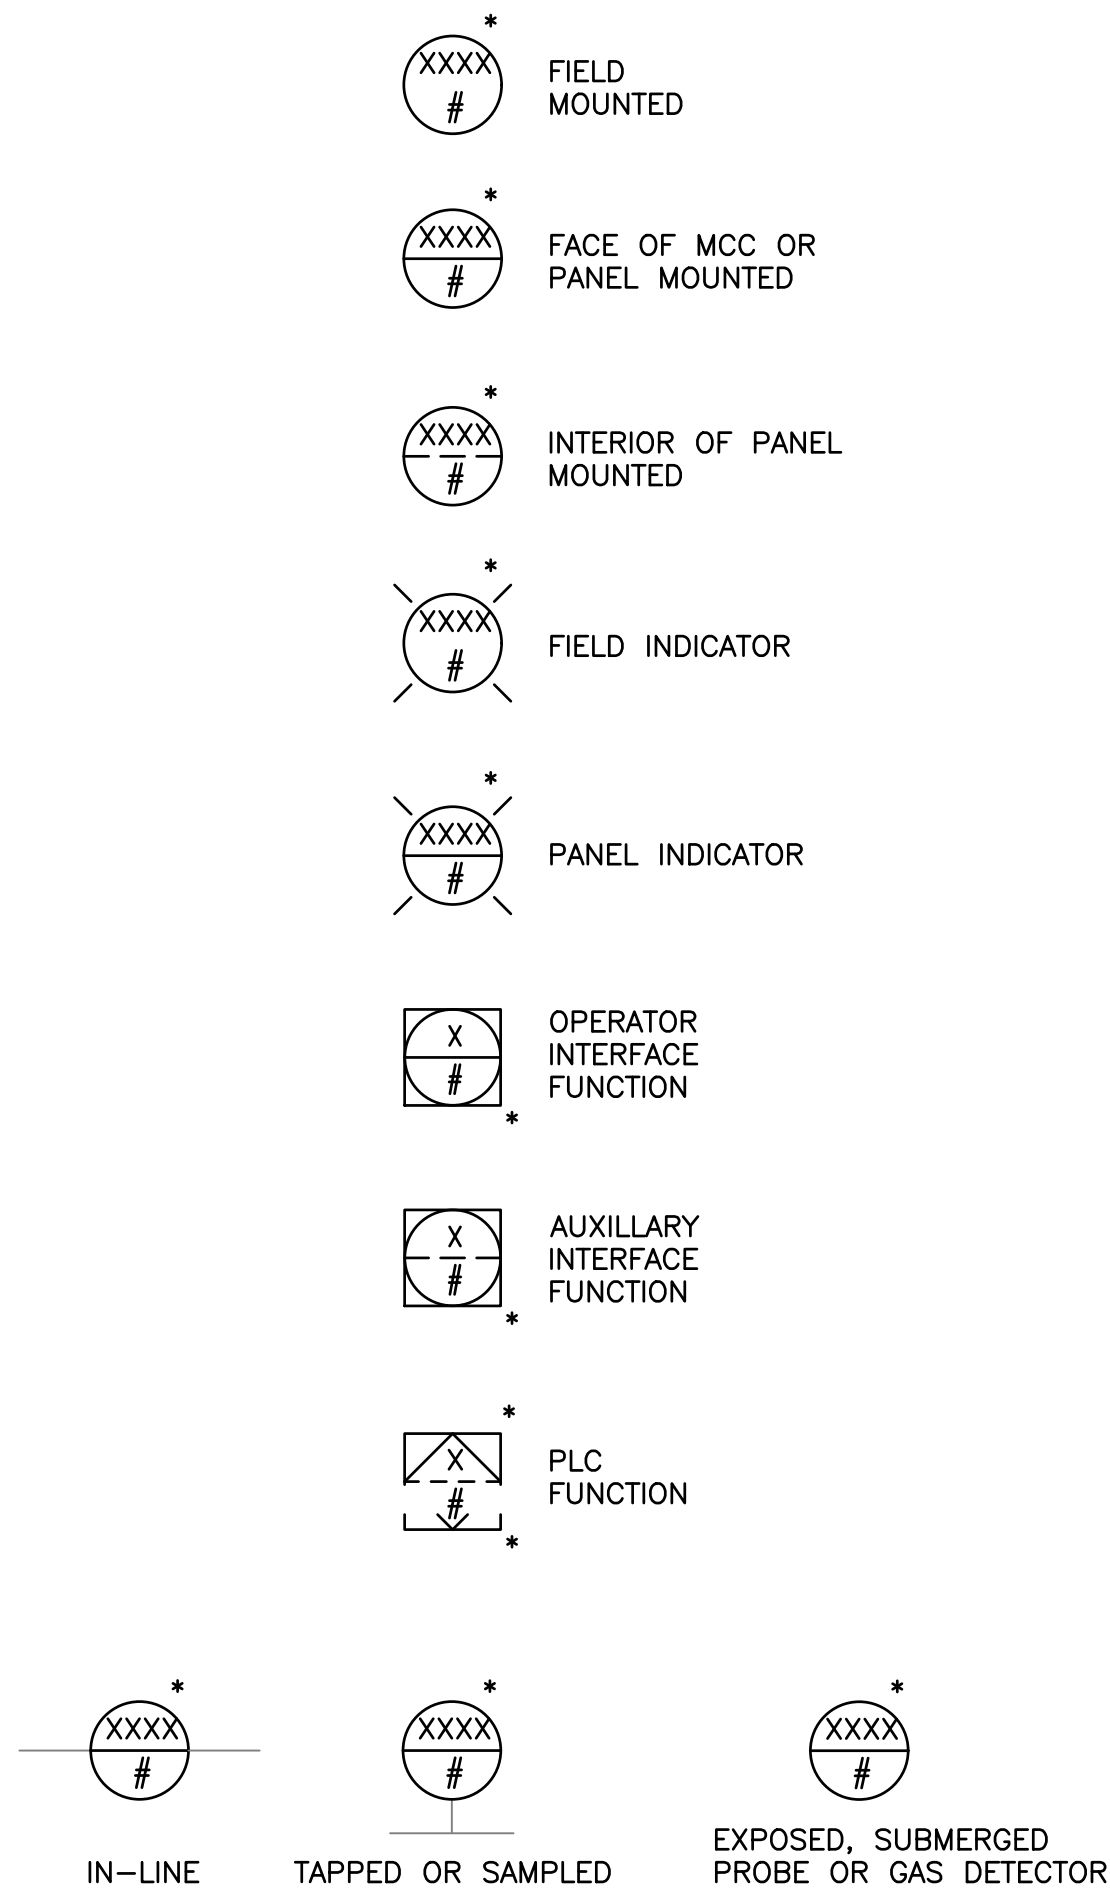 *
XXXX
#
FIELD
MOUNTED
*
XXXX
#
FACE OF MCC OR
PANEL MOUNTED
*
XXXX
#
INTERIOR OF PANEL
MOUNTED
*
XXXX
#
FIELD INDICATOR
*
XXXX
#
PANEL INDICATOR
X
#
*
OPERATOR
INTERFACE
FUNCTION
X
#
*
AUXILLARY
INTERFACE
FUNCTION
*
X
#
*
PLC
FUNCTION
*
XXXX
#
IN-LINE
*
XXXX
#
TAPPED OR SAMPLED
*
XXXX
#
EXPOSED, SUBMERGED
PROBE OR GAS DETECTOR